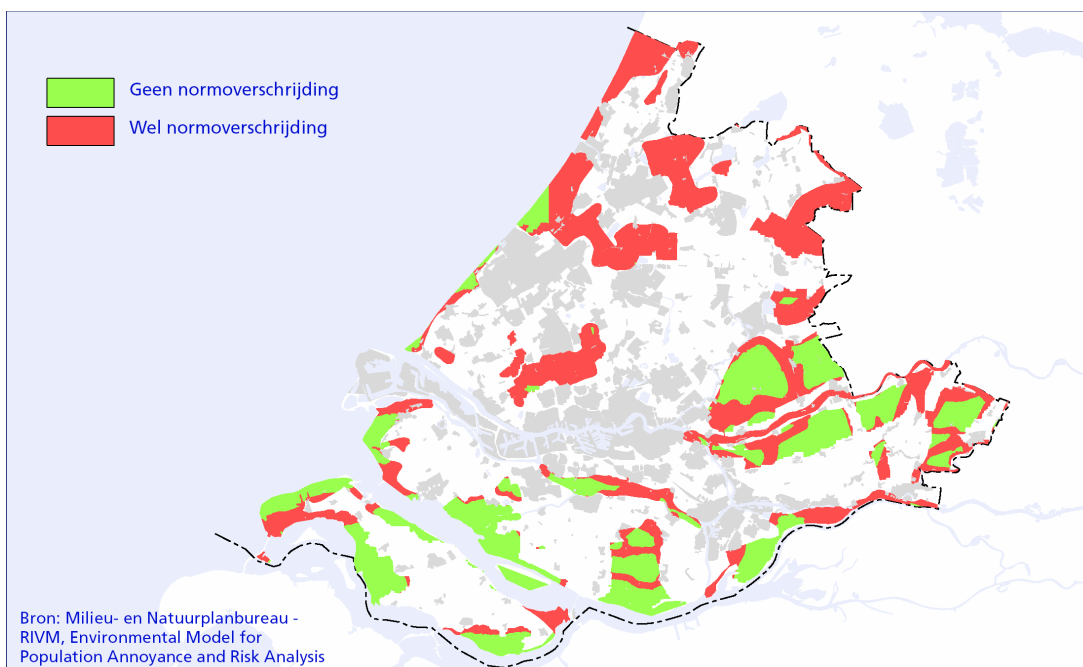 Geen normoverschrijding
Wel normoverschrijding
Bron: Milieu- en Natuurplanbureau -
RIVM, Environmental Model for
Population Annoyance and Risk Analysis